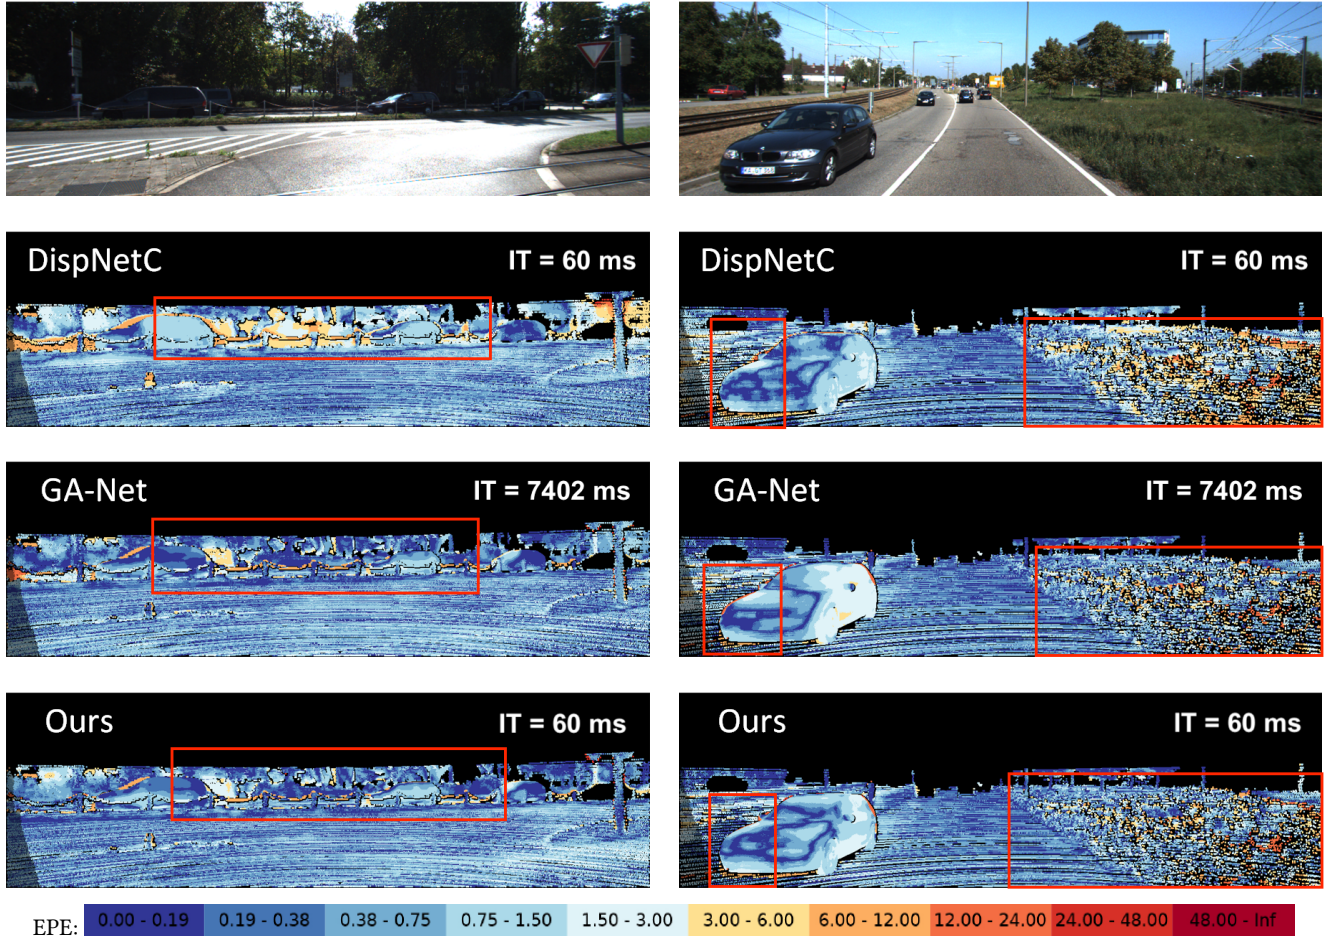 DispNetC IT = 60 ms DispNetC IT = 60 ms
GA-Net IT = 7402 ms GA-Net IT = 7402 ms
Ours IT = 60 ms Ours IT = 60 ms
EPE: 0.00 - 0.19 0.19 - 0.38 0.38 - 0.75 0.75 - 1.50 1.50 - 3.00 3.00 - 6.00 6.00 - 12.00 12.00 - 24.00 24.00 - 48.00 48.00 - Inf